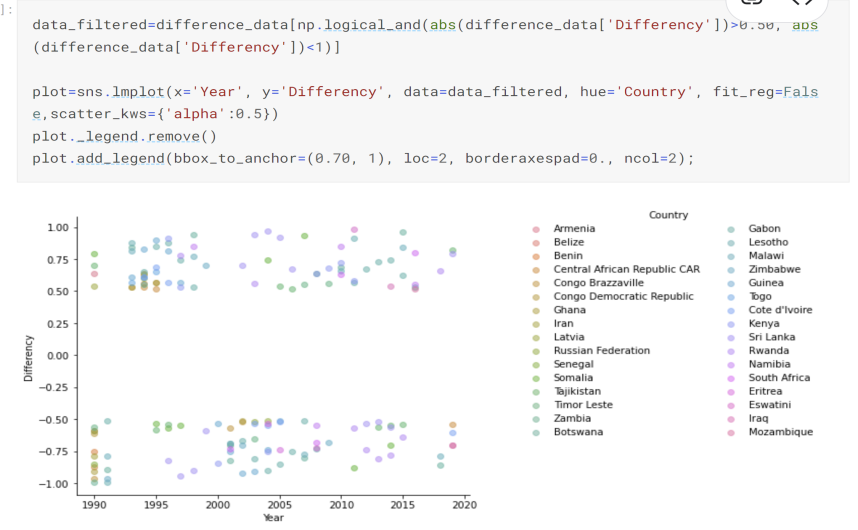 ]:
data_filtered=difference_data[np.logical_and(abs(difference_data['Differency'])>0.50, abs
(difference_data['Differency'])<1)]
plot=sns.lmplot(x='Year', y='Differency', data=data_filtered, hue='Country', fit_reg=Fals
e,scatter_kws={'alpha':0.5})
plot._legend.remove()
plot.add_legend(bbox_to_anchor=(0.70, 1), loc=2, borderaxespad=0., ncol=2);
Country
Armenia
Belize
Benin
Central African Republic CAR
Congo Brazzaville
Congo Democratic Republic
Ghana
Iran
Latvia
Russian Federation
Senegal
Somalia
Tajikistan
Timor Leste
Zambia
Botswana
Gabon
Lesotho
Malawi
Zimbabwe
Guinea
Togo
Cote d'Ivoire
Kenya
Sri Lanka
Rwanda
Namibia
South Africa
Eritrea
Eswatini
Iraq
Mozambique
1.00
0.75
0.50
0.25
0.00
−0.25
−0.50
−0.75
−1.00
Differency
1990 1995 2000 2005 2010 2015 2020
Year